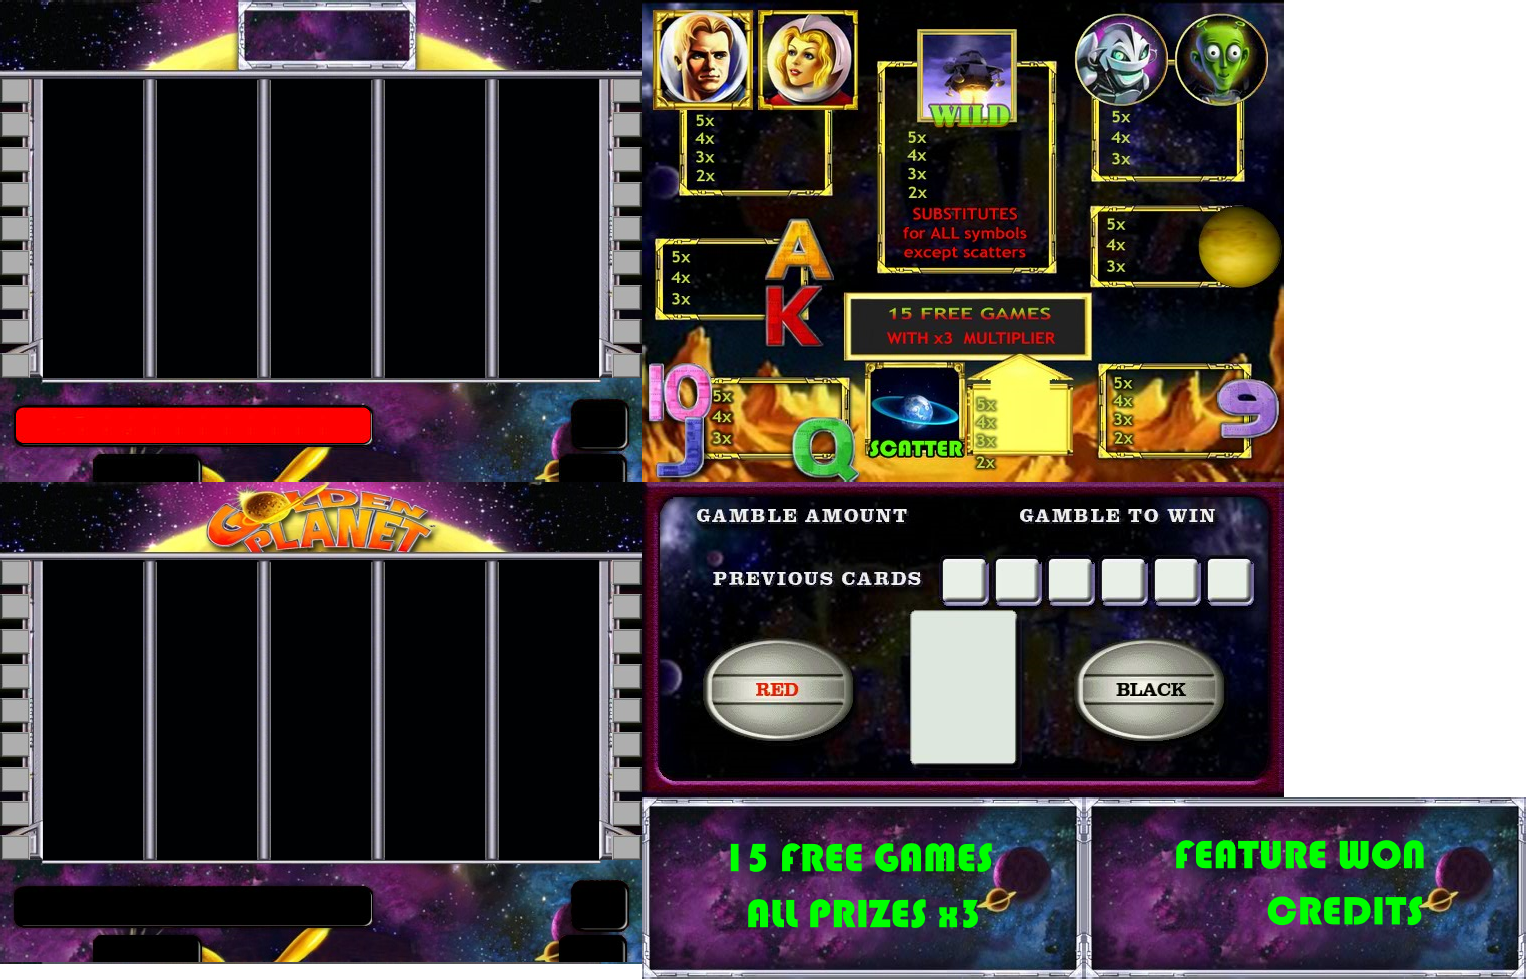 5x
4x
3x
2x
WILD
5x
4x
3x
2x
SUBSTITUTES
for ALL symbols
except scatters
5x
4x
3x
5x
4x
3x
A
K
5x
4x
3x
15 FREE GAMES
WITH x3 MULTIPLIER
10
J
5x
4x
3x
Q
SCATTER
5x
4x
3x
2x
5x
4x
3x
2x
9
GOLDEN
PLANET
GAMBLE AMOUNT
GAMBLE TO WIN
PREVIOUS CARDS
RED
BLACK
15 FREE GAMES
ALL PRIZES x3
FEATURE WON
CREDITS